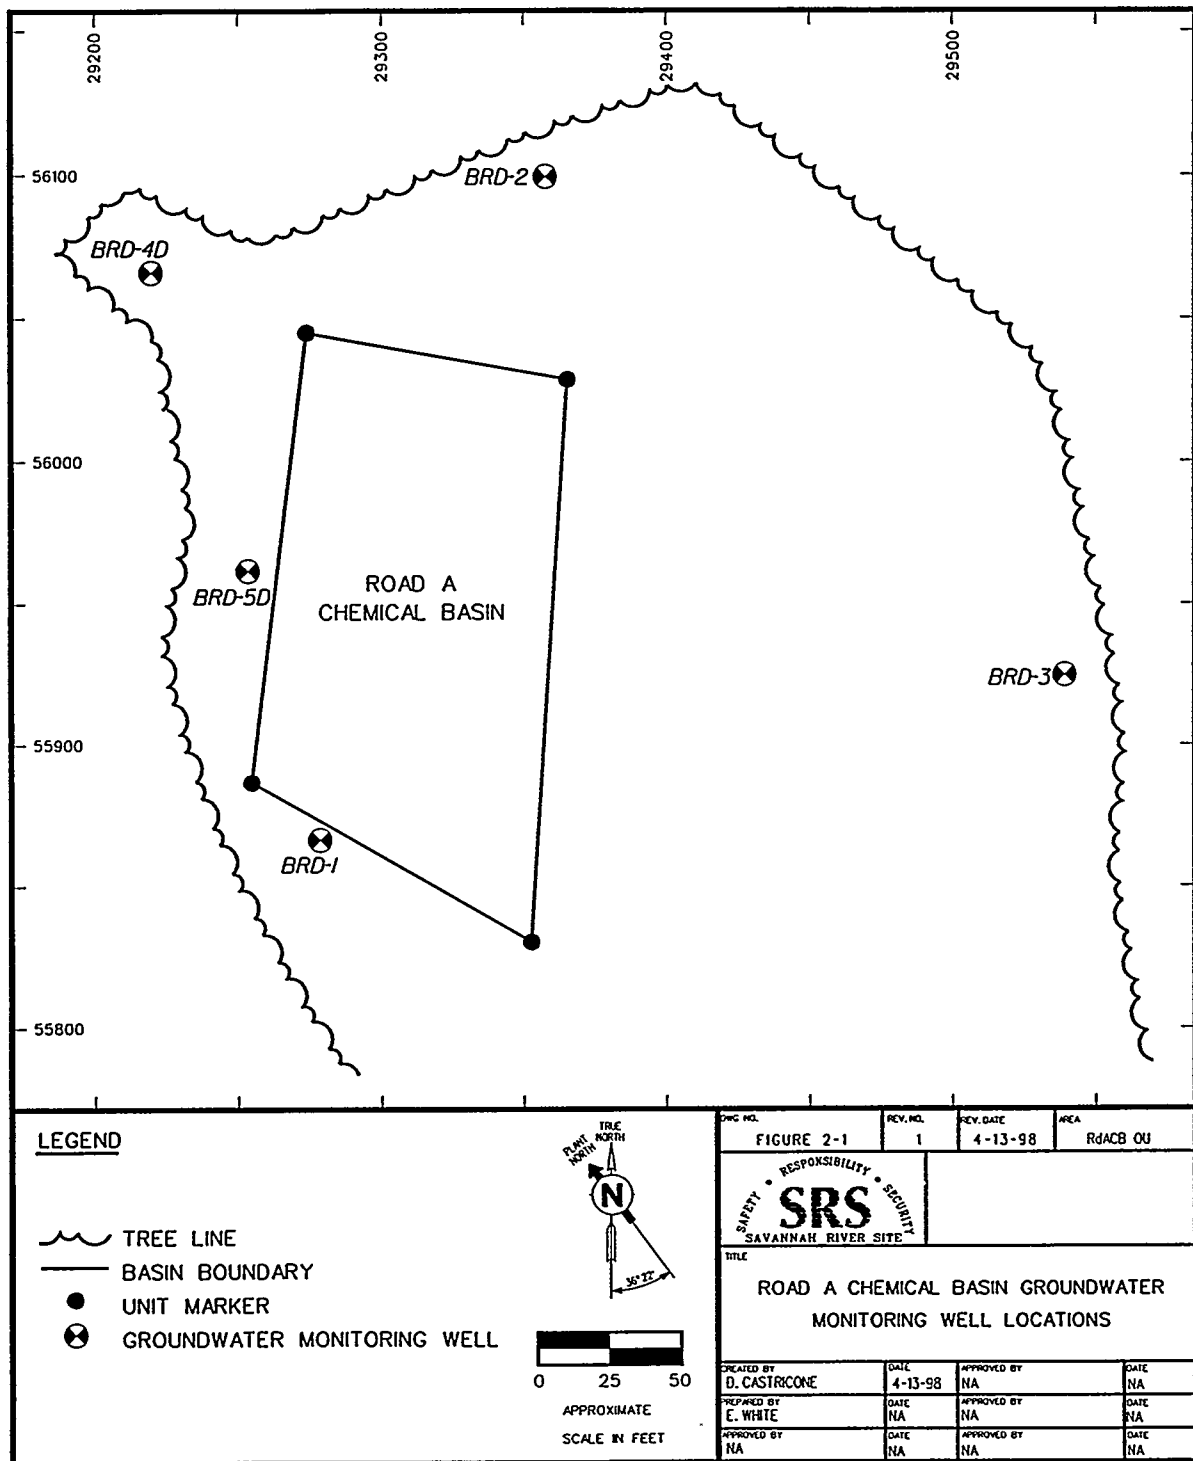 29200
29300
29400
29500
56100
56000
55900
55800
BRD-2
BRD-4D
BRD-5D
ROAD A
CHEMICAL BASIN
BRD-3
BRD-1
LEGEND
TREE LINE
BASIN BOUNDARY
UNIT MARKER
GROUNDWATER MONITORING WELL
PLANT
NORTH
TRUE
NORTH
N
36°22'
0 25 50
APPROXIMATE
SCALE IN FEET
DWG NO. REV. NO. REV. DATE AREA
FIGURE 2-1 1 4-13-98 RdACB OU
SAFETY • RESPONSIBILITY • SECURITY
SRS
SAVANNAH RIVER SITE
TITLE
ROAD A CHEMICAL BASIN GROUNDWATER
MONITORING WELL LOCATIONS
CREATED BY DATE APPROVED BY DATE
D. CASTRICONE 4-13-98 NA NA
PREPARED BY DATE APPROVED BY DATE
E. WHITE NA NA NA
APPROVED BY DATE APPROVED BY DATE
NA NA NA NA